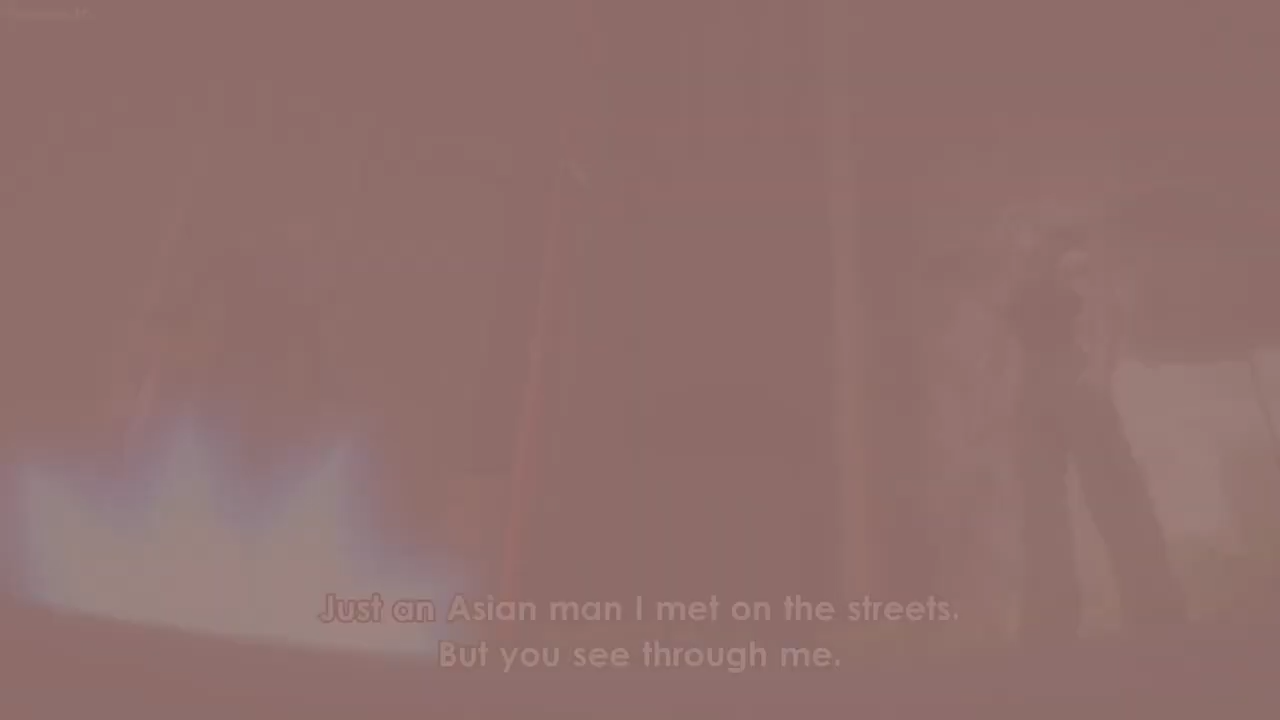 Just an Asian man I met on the streets.
But you see through me.